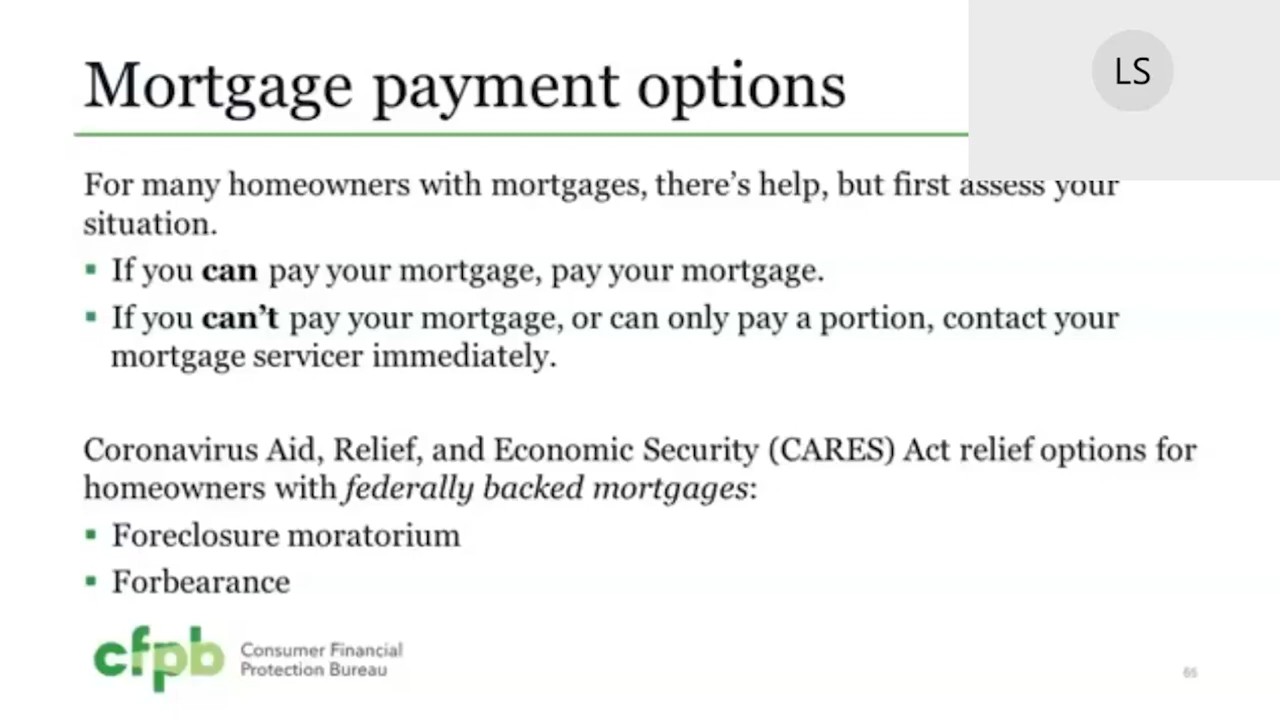 Mortgage payment options
LS
For many homeowners with mortgages, there's help, but first assess your
situation.
▪ If you can pay your mortgage, pay your mortgage.
▪ If you can't pay your mortgage, or can only pay a portion, contact your
mortgage servicer immediately.
Coronavirus Aid, Relief, and Economic Security (CARES) Act relief options for
homeowners with federally backed mortgages:
▪ Foreclosure moratorium
▪ Forbearance
cfpb
Consumer Financial
Protection Bureau